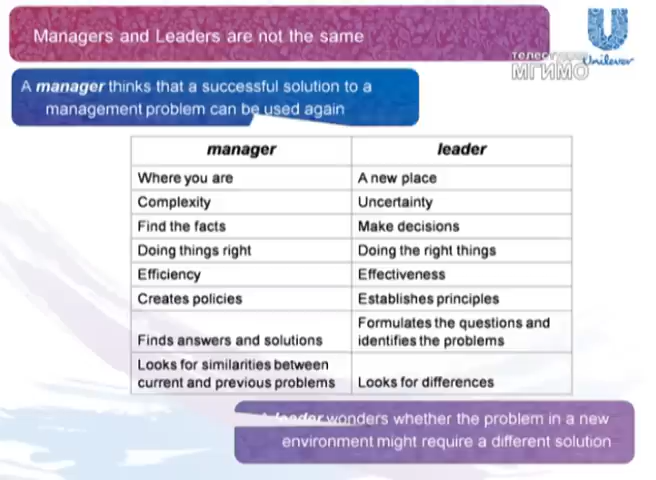 Managers and Leaders are not the same
МГИМО
Unilever
A manager thinks that a successful solution to a
management problem can be used again
manager leader
Where you are A new place
Complexity Uncertainty
Find the facts Make decisions
Doing things right Doing the right things
Efficiency Effectiveness
Creates policies Establishes principles
Finds answers and solutions Formulates the questions and
identifies the problems
Looks for similarities between
current and previous problems Looks for differences
leader wonders whether the problem in a new
environment might require a different solution